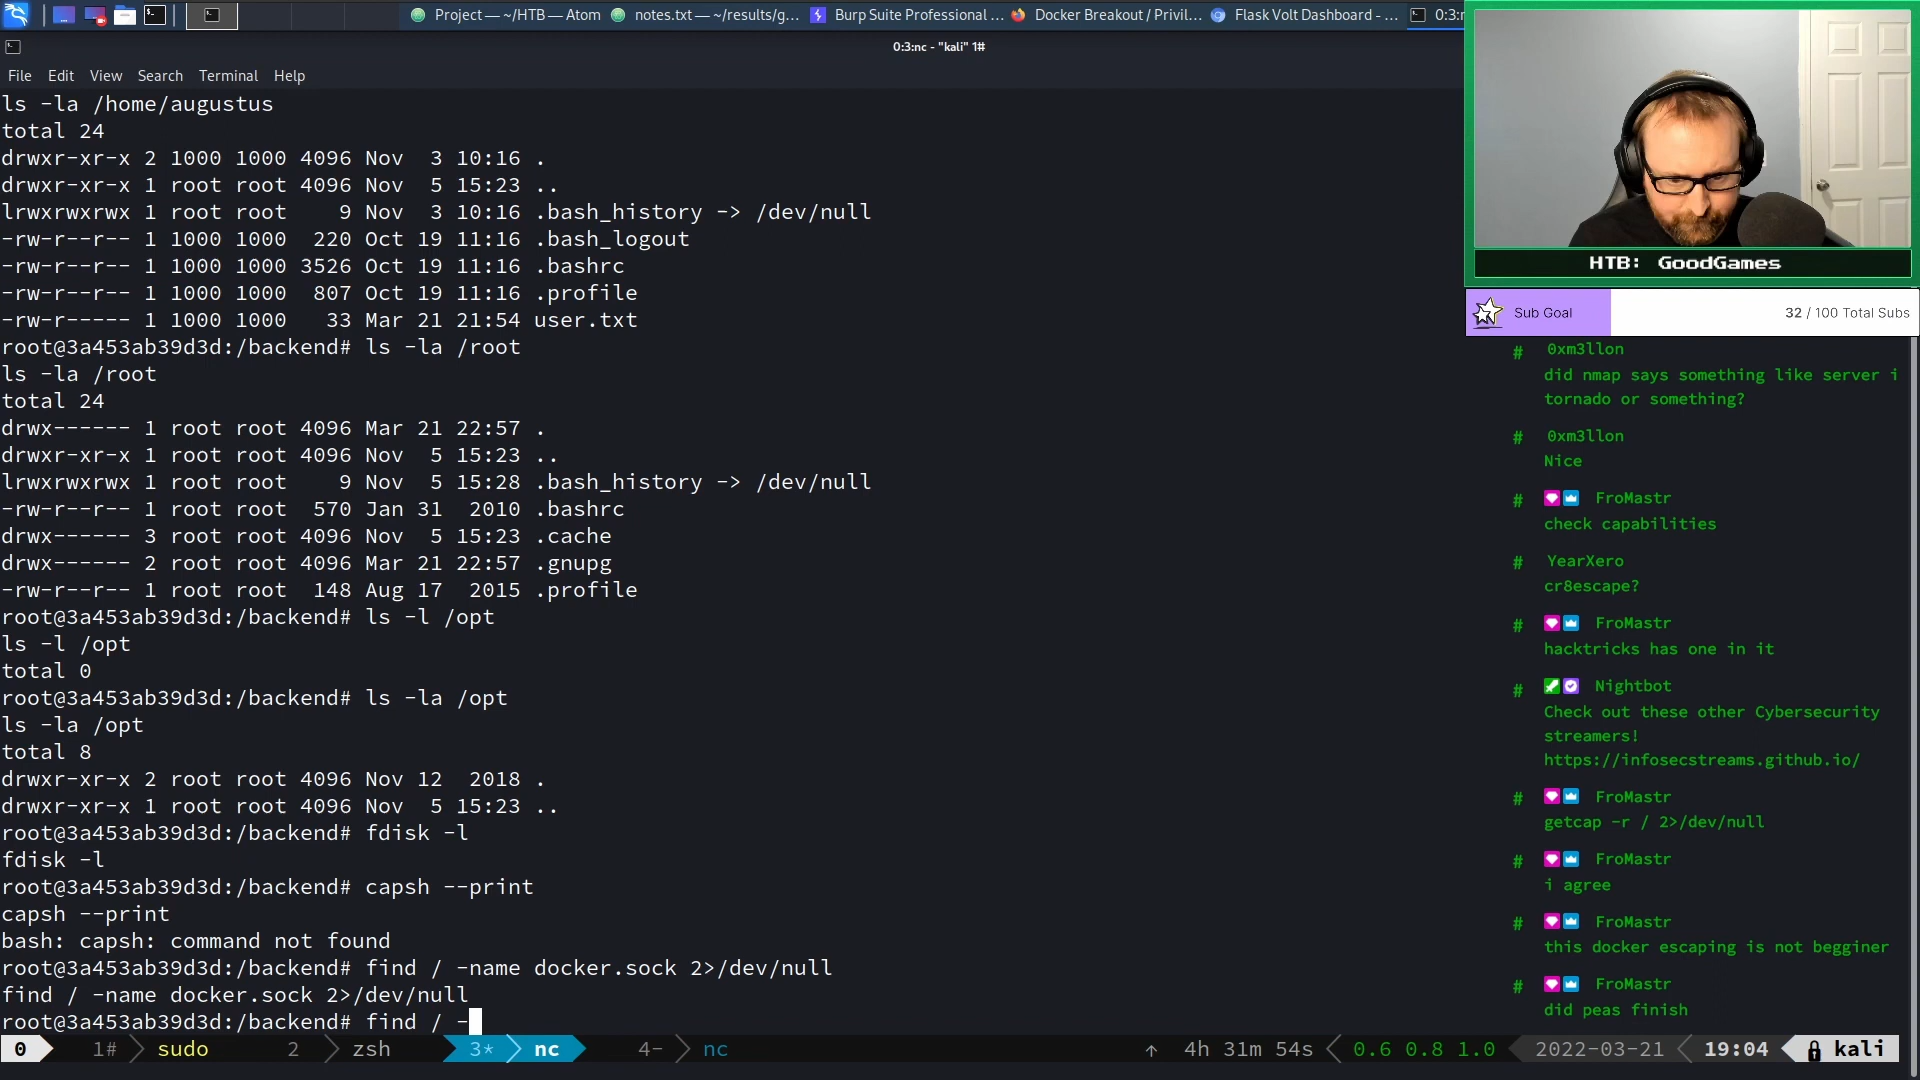 Project — ~/HTB — Atom
notes.txt — ~/results/g...
Burp Suite Professional ...
Docker Breakout / Privil...
Flask Volt Dashboard - ...
0:3:n
0:3:nc - "kali" 1#
File Edit View Search Terminal Help
ls -la /home/augustus
total 24
drwxr-xr-x 2 1000 1000 4096 Nov  3 10:16 .
drwxr-xr-x 1 root root 4096 Nov  5 15:23 ..
lrwxrwxrwx 1 root root    9 Nov  3 10:16 .bash_history -> /dev/null
-rw-r--r-- 1 1000 1000  220 Oct 19 11:16 .bash_logout
-rw-r--r-- 1 1000 1000 3526 Oct 19 11:16 .bashrc
-rw-r--r-- 1 1000 1000  807 Oct 19 11:16 .profile
-rw-r----- 1 1000 1000   33 Mar 21 21:54 user.txt
root@3a453ab39d3d:/backend# ls -la /root
ls -la /root
total 24
drwx------ 1 root root 4096 Mar 21 22:57 .
drwxr-xr-x 1 root root 4096 Nov  5 15:23 ..
lrwxrwxrwx 1 root root    9 Nov  5 15:28 .bash_history -> /dev/null
-rw-r--r-- 1 root root  570 Jan 31  2010 .bashrc
drwx------ 3 root root 4096 Nov  5 15:23 .cache
drwx------ 2 root root 4096 Mar 21 22:57 .gnupg
-rw-r--r-- 1 root root  148 Aug 17  2015 .profile
root@3a453ab39d3d:/backend# ls -l /opt
ls -l /opt
total 0
root@3a453ab39d3d:/backend# ls -la /opt
ls -la /opt
total 8
drwxr-xr-x 2 root root 4096 Nov 12  2018 .
drwxr-xr-x 1 root root 4096 Nov  5 15:23 ..
root@3a453ab39d3d:/backend# fdisk -l
fdisk -l
root@3a453ab39d3d:/backend# capsh --print
capsh --print
bash: capsh: command not found
root@3a453ab39d3d:/backend# find / -name docker.sock 2>/dev/null
find / -name docker.sock 2>/dev/null
root@3a453ab39d3d:/backend# find / -
0 1# sudo 2 zsh 3* nc 4- nc ↑ 4h 31m 54s 0.6 0.8 1.0 2022-03-21 19:04 kali
HTB: GoodGames
Sub Goal 32 / 100 Total Subs
# 0xm3llon
did nmap says something like server i
tornado or something?
# 0xm3llon
Nice
# FroMastr
check capabilities
# YearXero
cr8escape?
# FroMastr
hacktricks has one in it
# Nightbot
Check out these other Cybersecurity
streamers!
https://infosecstreams.github.io/
# FroMastr
getcap -r / 2>/dev/null
# FroMastr
i agree
# FroMastr
this docker escaping is not begginer
# FroMastr
did peas finish